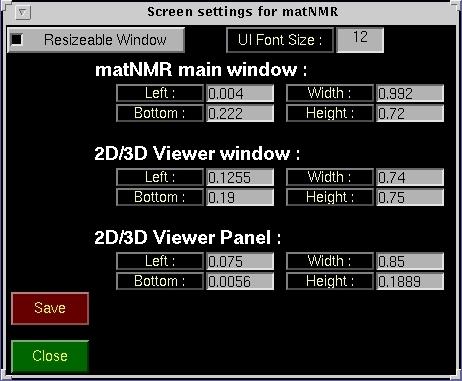 Screen settings for matNMR
Resizeable Window UI Font Size : 12
matNMR main window :
Left : 0.004 Width : 0.992
Bottom : 0.222 Height : 0.72
2D/3D Viewer window :
Left : 0.1255 Width : 0.74
Bottom : 0.19 Height : 0.75
2D/3D Viewer Panel :
Left : 0.075 Width : 0.85
Bottom : 0.0056 Height : 0.1889
Save
Close